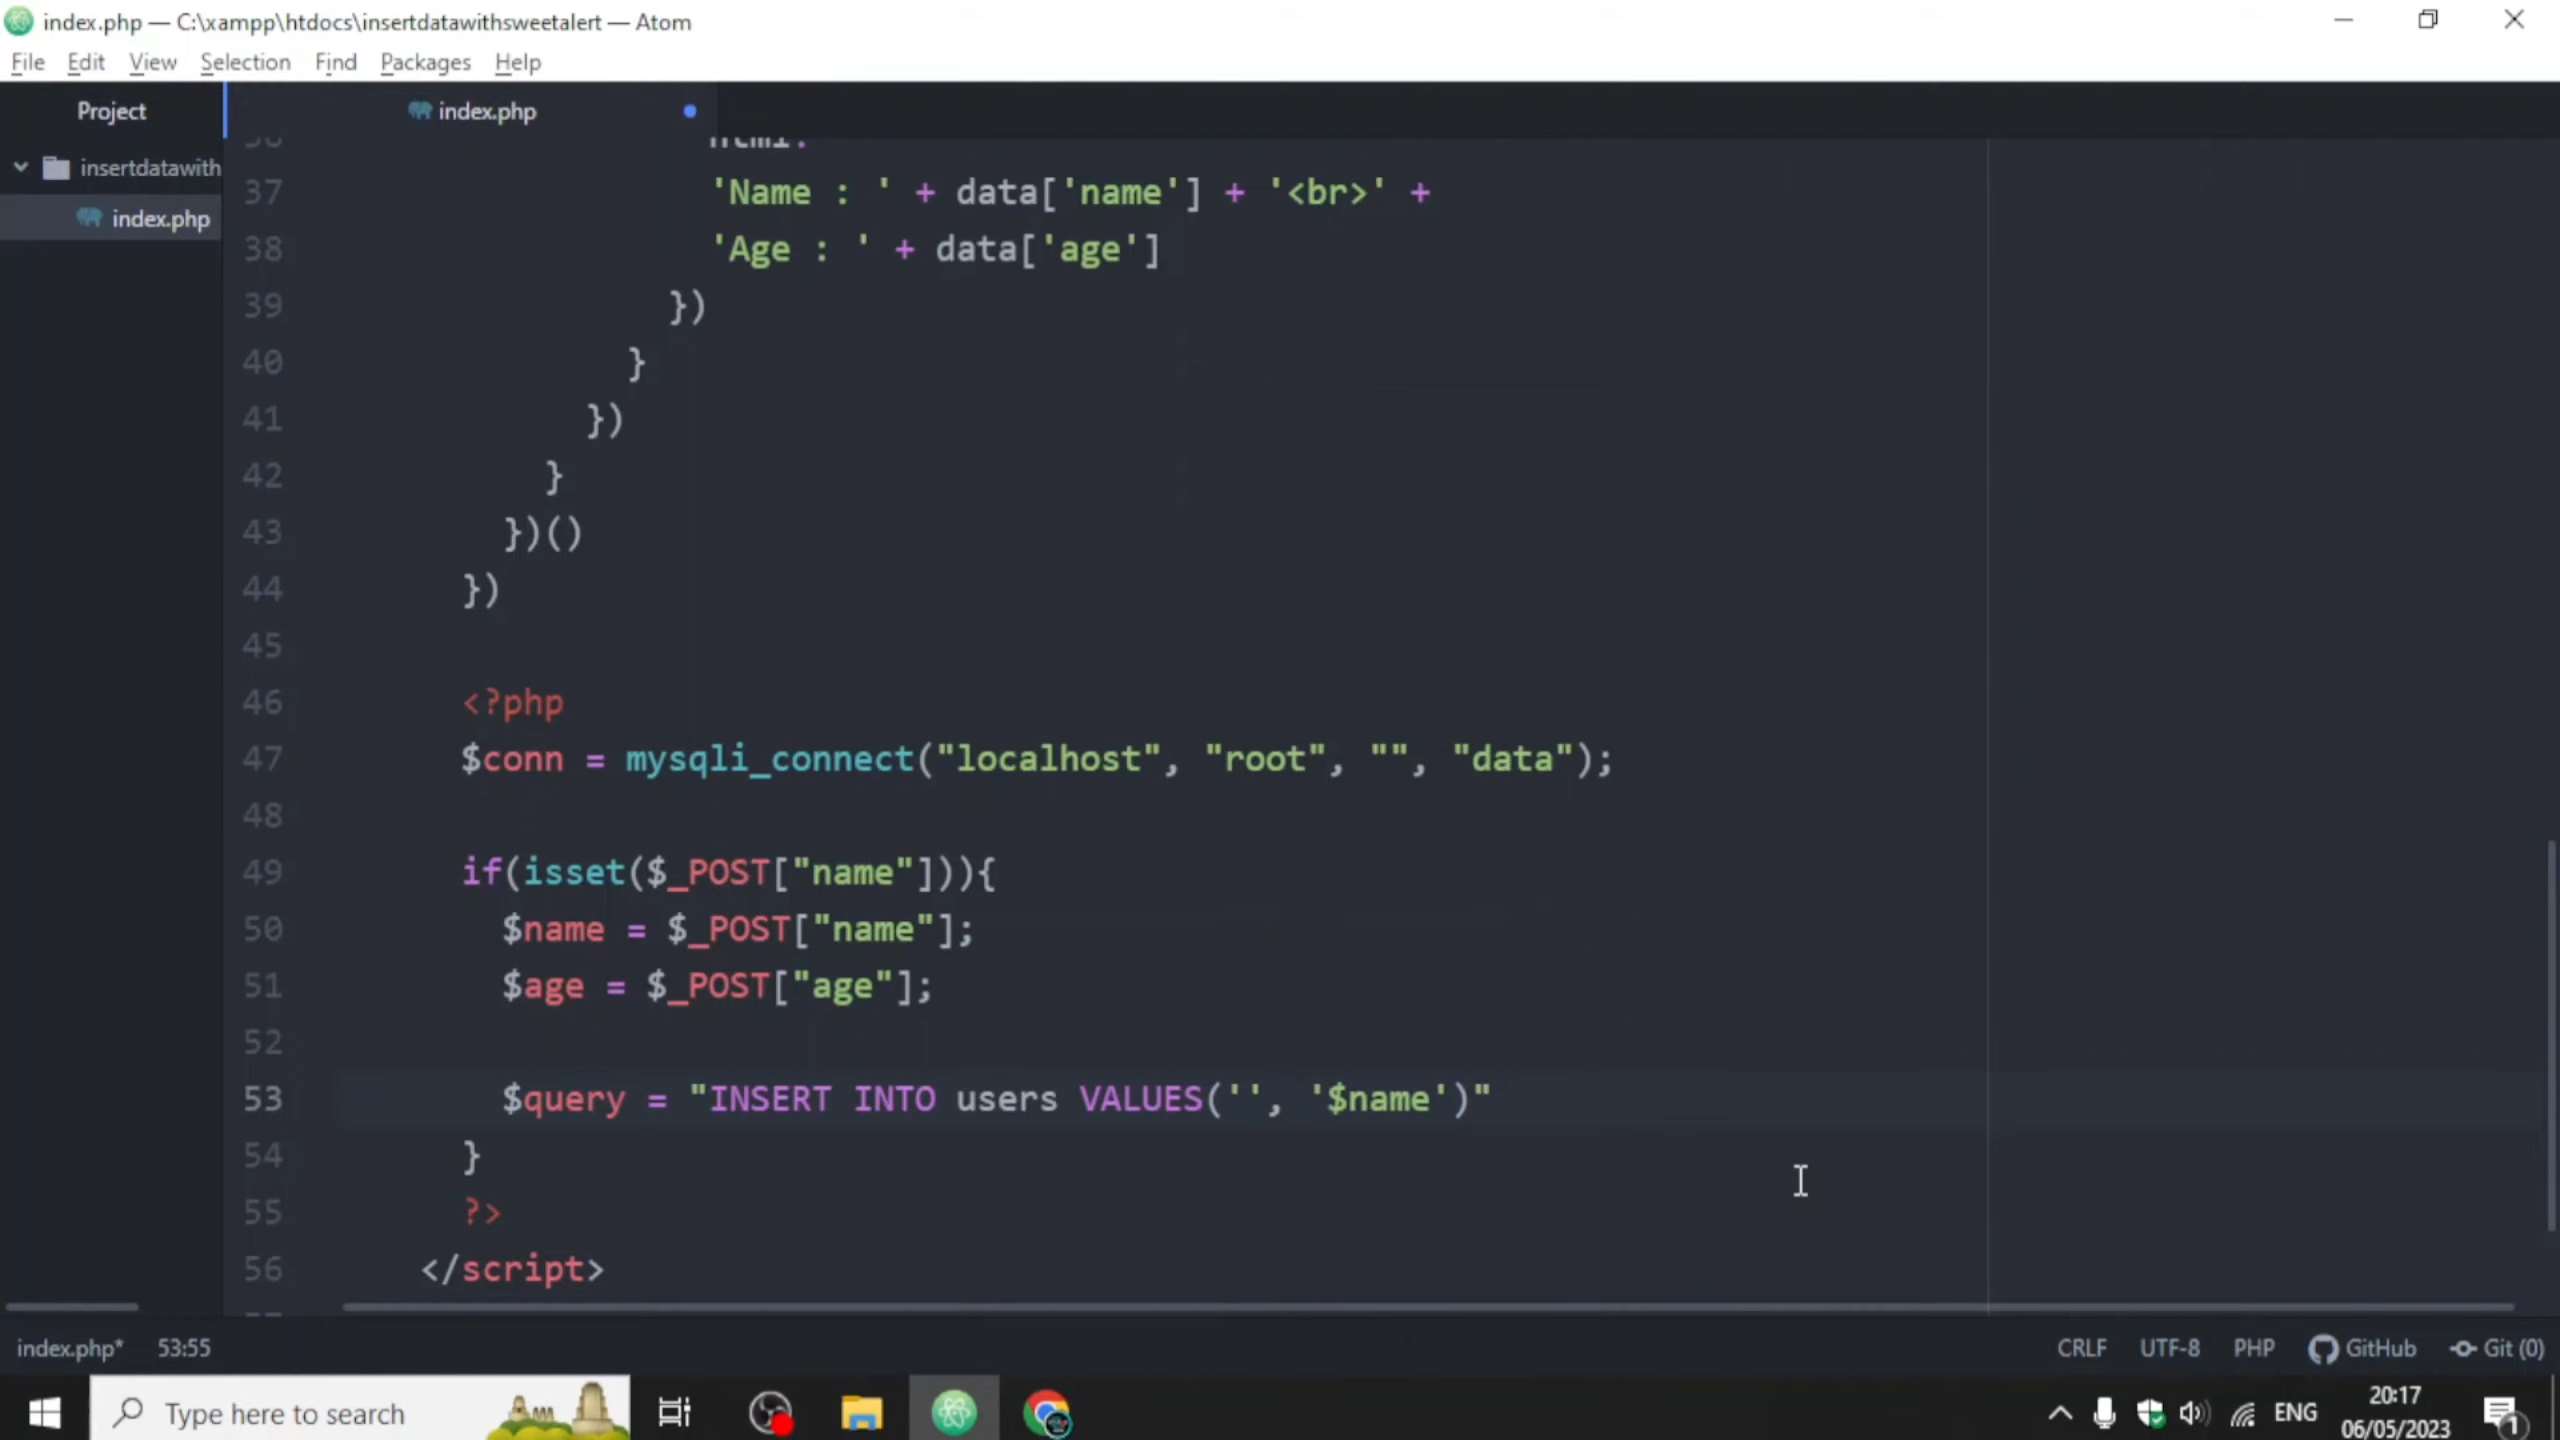 index.php — C:\xampp\htdocs\insertdatawithsweetalert — Atom
File Edit View Selection Find Packages Help
Project
index.php
insertdatawith
index.php
37 'Name : ' + data['name'] + '<br>' +
38 'Age : ' + data['age']
39 })
40 }
41 })
42 }
43 })()
44 })
45
46 <?php
47 $conn = mysqli_connect("localhost", "root", "", "data");
48
49 if(isset($_POST["name"])){
50 $name = $_POST["name"];
51 $age = $_POST["age"];
52
53 $query = "INSERT INTO users VALUES('', '$name')"
54 }
55 ?>
56 </script>
index.php* 53:55 CRLF UTF-8 PHP GitHub Git (0)
Type here to search
ENG
20:17
06/05/2023
1